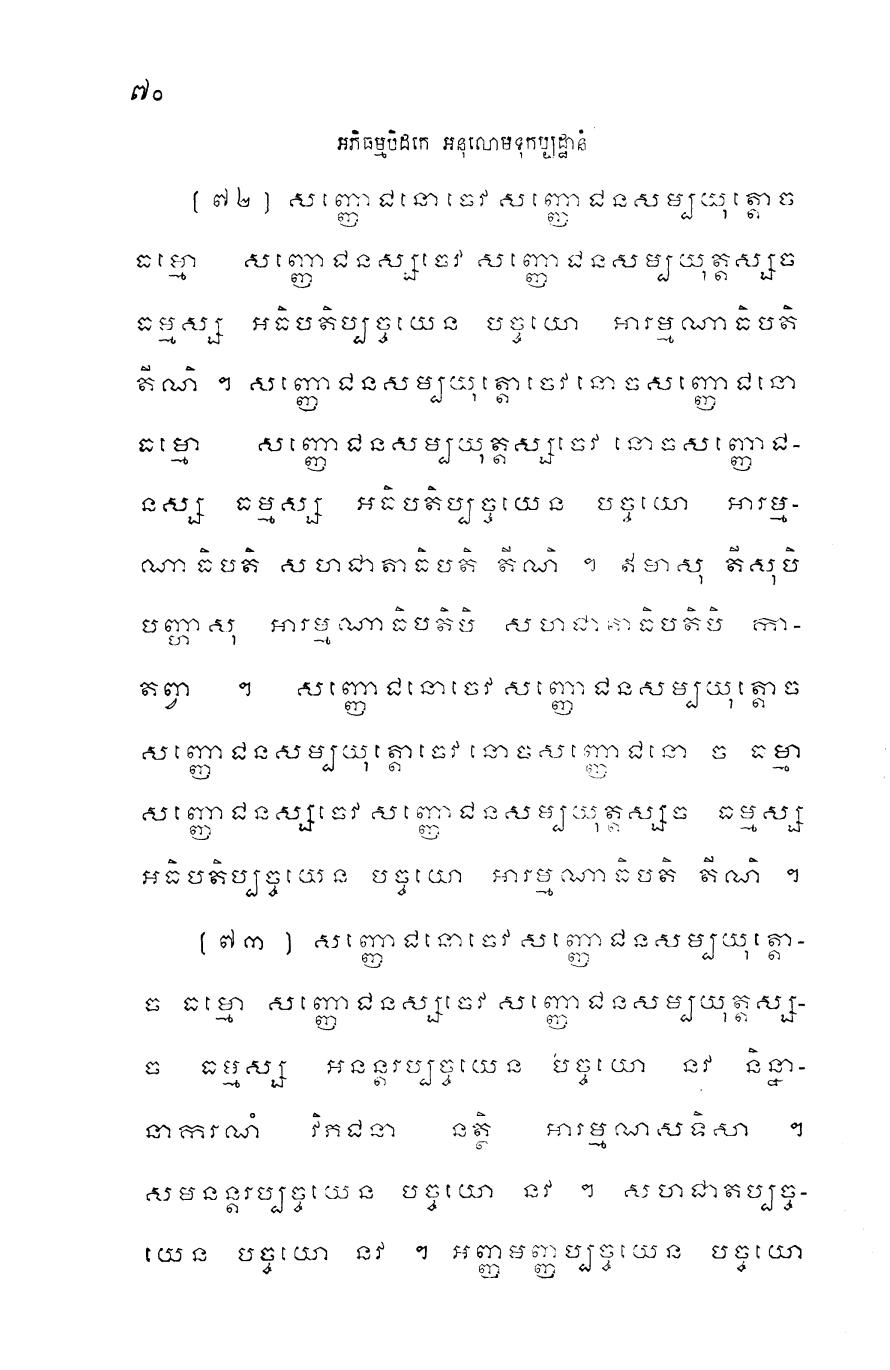 ៧០
អភិធម្មបិដកេ អនុលោមទុកប្បដ្ឋានំ
(៧២) សញ្ញោជនោចេវ សញ្ញោជនសម្បយុត្តោច
ធម្មោ សញ្ញោជនស្សចេវ សញ្ញោជនសម្បយុត្តស្សច
ធម្មស្ស អធិបតិប្បច្ចយេន បច្ចយោ អារម្មណាធិបតិ
តីណិ ។ សញ្ញោជនសម្បយុត្តោចេវនោចសញ្ញោជនោ
ធម្មោ សញ្ញោជនសម្បយុត្តស្សចេវ នោចសញ្ញោជ-
នស្ស ធម្មស្ស អធិបតិប្បច្ចយេន បច្ចយោ អារម្ម-
ណាធិបតិ សហជាតាធិបតិ តីណិ ។ ឥមាសុ តីសុបិ
បញ្ហាសុ អារម្មណាធិបតិបិ សហជាតាធិបតិបិ កា-
តព្វា ។ សញ្ញោជនោចេវ សញ្ញោជនសម្បយុត្តោច
សញ្ញោជនសម្បយុត្តោចេវនោចសញ្ញោជនោ ច ធម្មា
សញ្ញោជនស្សចេវ សញ្ញោជនសម្បយុត្តស្សច ធម្មស្ស
អធិបតិប្បច្ចយេន បច្ចយោ អារម្មណាធិបតិ តីណិ ។
(៧៣) សញ្ញោជនោចេវ សញ្ញោជនសម្បយុត្តោ-
ច ធម្មោ សញ្ញោជនស្សចេវ សញ្ញោជនសម្បយុត្តស្ស-
ច ធម្មស្ស អនន្តរប្បច្ចយេន បច្ចយោ នវ និន្នា-
នាការណំ វិភជនា នត្ថិ អារម្មណសទិសា ។
សមនន្តរប្បច្ចយេន បច្ចយោ នវ ។ សហជាតប្បច្ច-
យេន បច្ចយោ នវ ។ អញ្ញមញ្ញប្បច្ចយេន បច្ចយោ